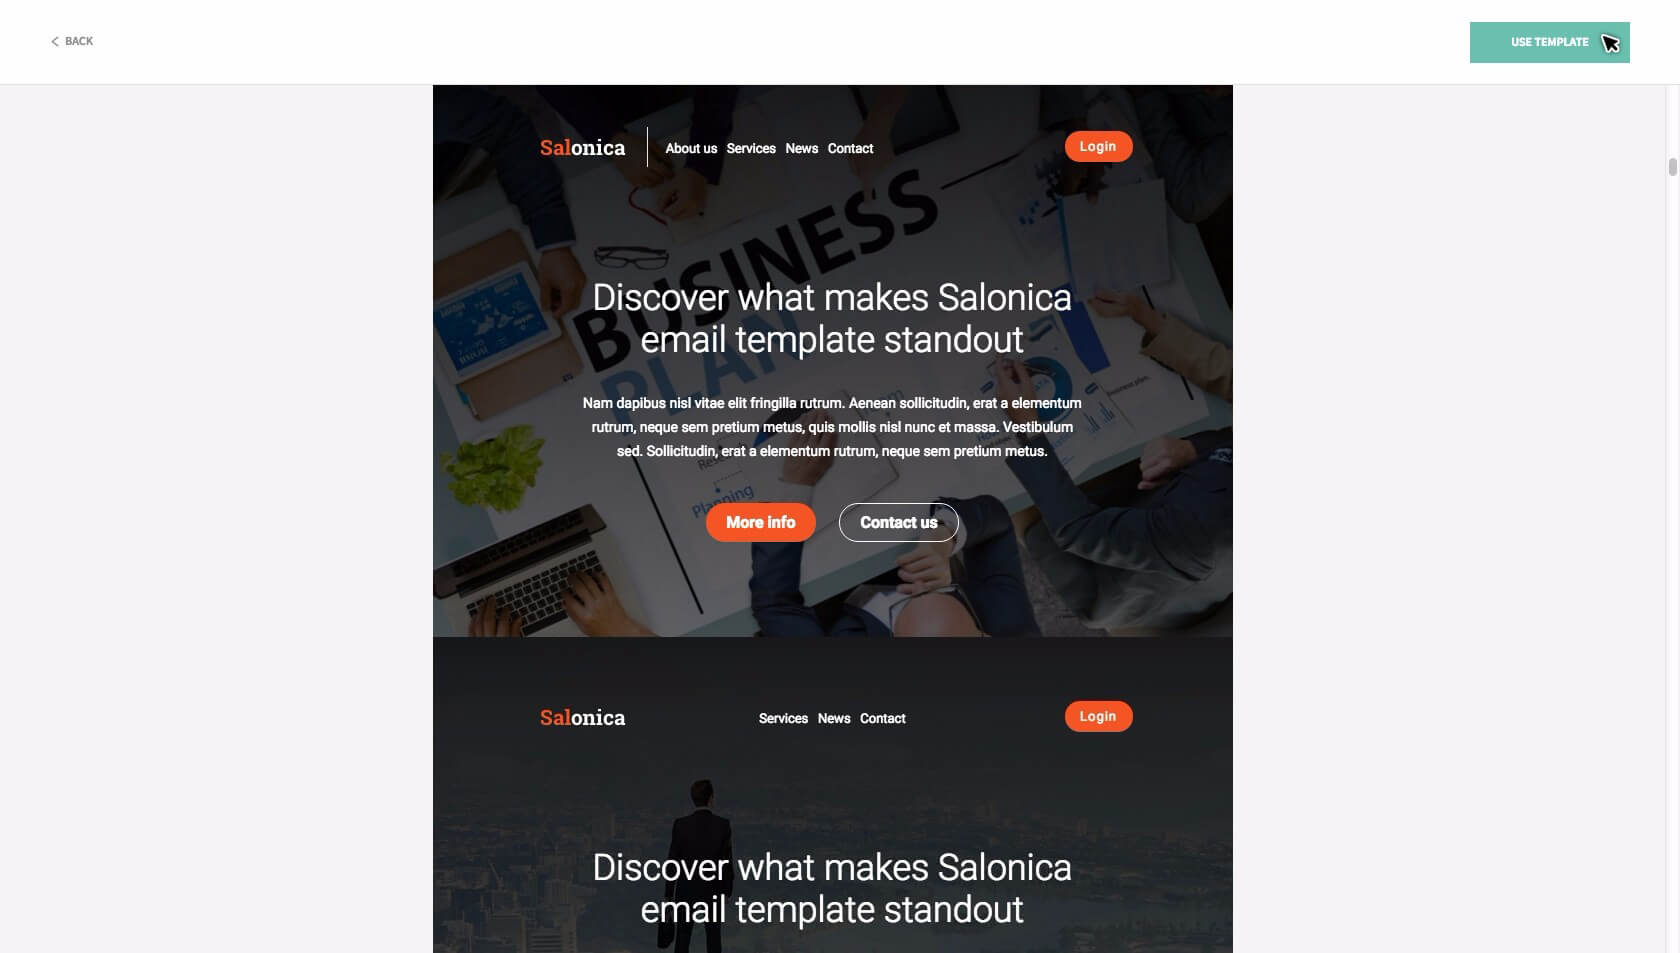 BACK
USE TEMPLATE
Salonica
About us Services News Contact
Login
BUSINESS
PLAN
Discover what makes Salonica
email template standout
Nam dapibus nisl vitae elit fringilla rutrum. Aenean sollicitudin, erat a elementum
rutrum, neque sem pretium metus, quis mollis nisl nunc et massa. Vestibulum
sed. Sollicitudin, erat a elementum rutrum, neque sem pretium metus.
business plan.
Planning
More info
Contact us
Salonica
Services News Contact
Login
Discover what makes Salonica
email template standout